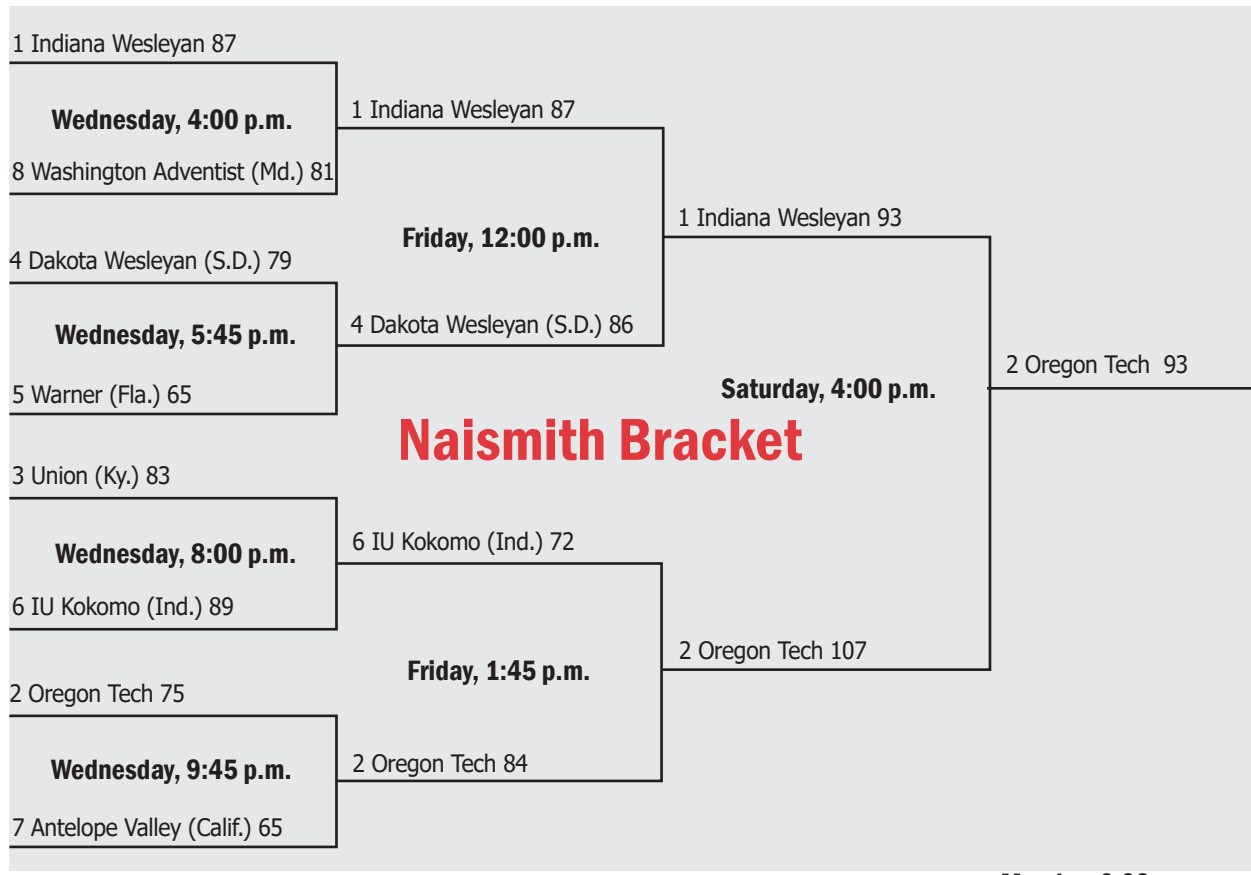 1 Indiana Wesleyan 87
Wednesday, 4:00 p.m.
8 Washington Adventist (Md.) 81
4 Dakota Wesleyan (S.D.) 79
Wednesday, 5:45 p.m.
5 Warner (Fla.) 65
3 Union (Ky.) 83
Wednesday, 8:00 p.m.
6 IU Kokomo (Ind.) 89
2 Oregon Tech 75
Wednesday, 9:45 p.m.
7 Antelope Valley (Calif.) 65
1 Indiana Wesleyan 87
Friday, 12:00 p.m.
4 Dakota Wesleyan (S.D.) 86
Naismith Bracket
6 IU Kokomo (Ind.) 72
Friday, 1:45 p.m.
2 Oregon Tech 84
1 Indiana Wesleyan 93
Saturday, 4:00 p.m.
2 Oregon Tech 107
2 Oregon Tech 93